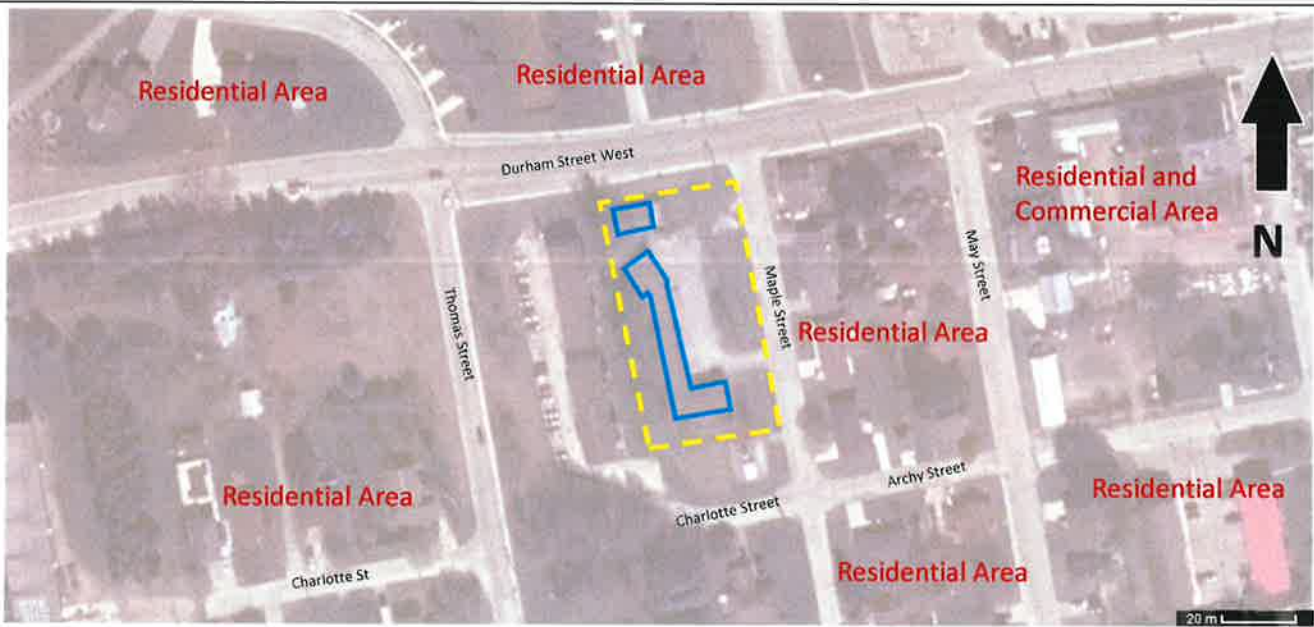 Residential Area
Residential Area
Durham Street West
Residential and
Commercial Area
N
Thomas Street
Maple Street
May Street
Residential Area
Residential Area
Archy Street
Residential Area
Charlotte Street
Charlotte St
Residential Area
20 m